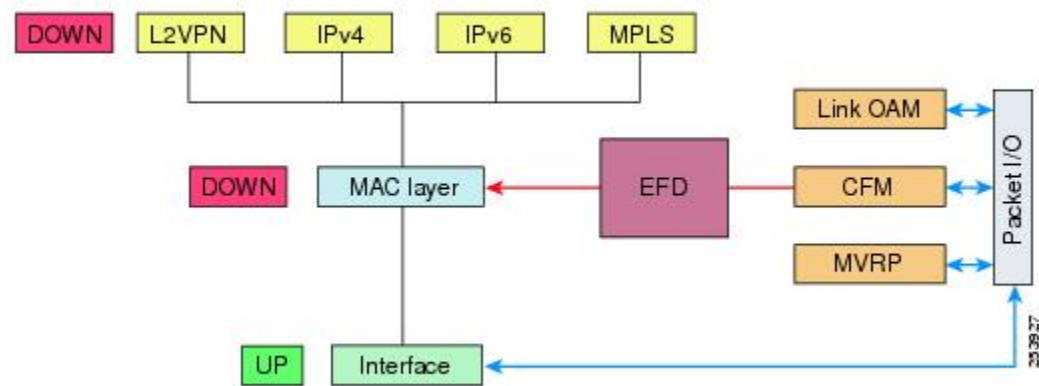 DOWN
L2VPN
IPv4
IPv6
MPLS
Link OAM
DOWN
MAC layer
EFD
CFM
Packet I/O
MVRP
UP
Interface
253927